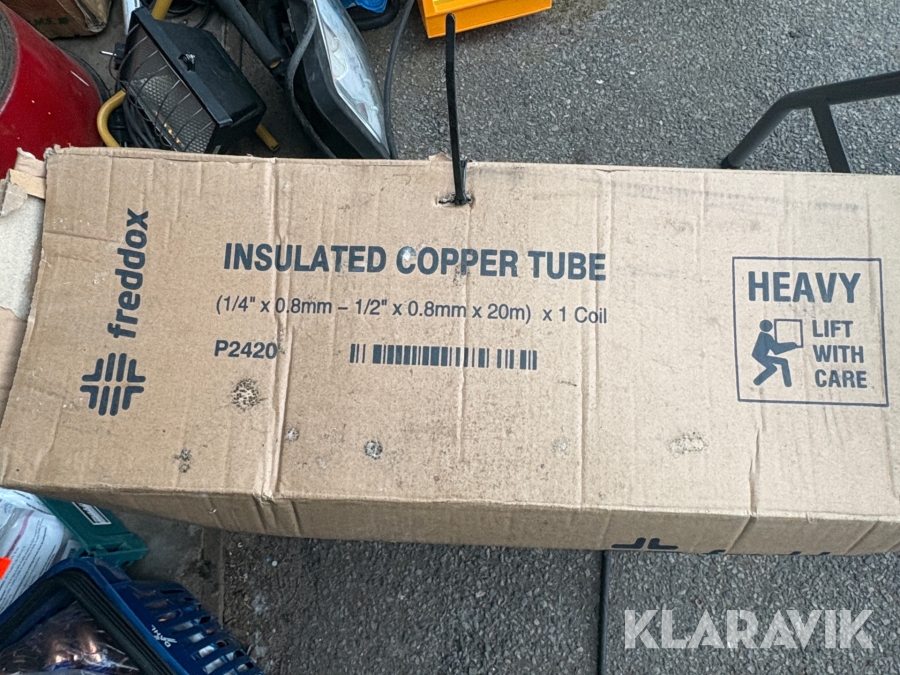 freddox
INSULATED COPPER TUBE
(1/4" x 0.8mm – 1/2" x 0.8mm x 20m) x 1 Coil
P2420
HEAVY
LIFT
WITH
CARE
KLARAVIK